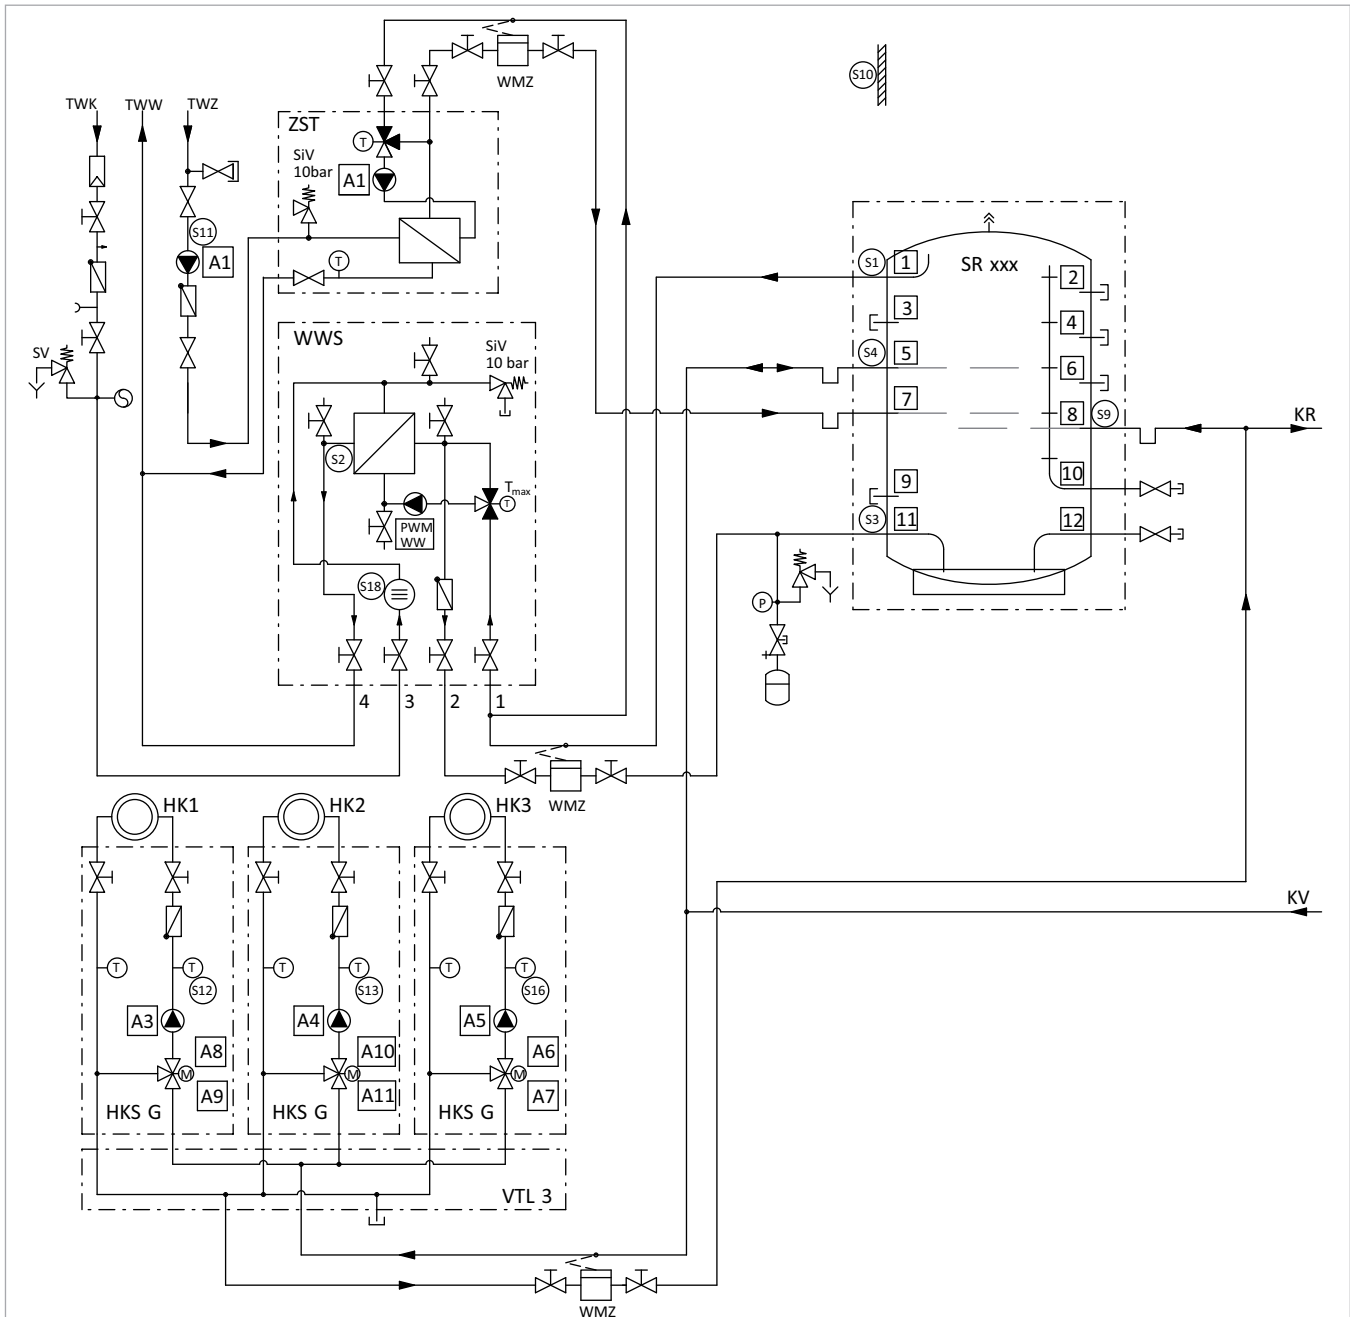 WMZ
S10
TWK
TWW
TWZ
ZST
T
SiV
10bar
A1
S11
A1
T
S1
1
SR xxx
2
3
4
S4
5
6
7
8
S9
KR
9
10
S3
11
12
P
SV
WWS
SiV
10 bar
S2
Tmax
T
PWM
WW
S18
4
3
2
1
WMZ
HK1
HK2
HK3
KV
T
T
S12
T
T
S13
T
T
S16
A3
A4
A5
A8
M
A9
A10
M
A11
A6
M
A7
HKS G
HKS G
HKS G
VTL 3
WMZ